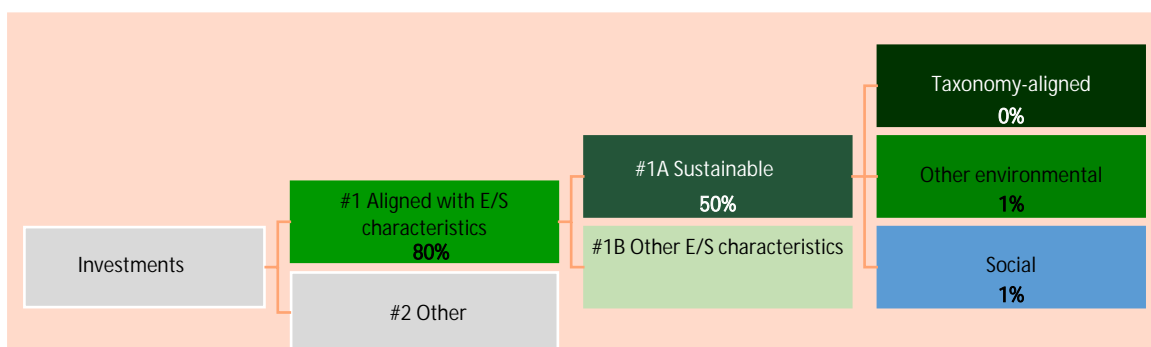 Investments
#1 Aligned with E/S
characteristics
80%
#2 Other
#1A Sustainable
50%
#1B Other E/S characteristics
Taxonomy-aligned
0%
Other environmental
1%
Social
1%